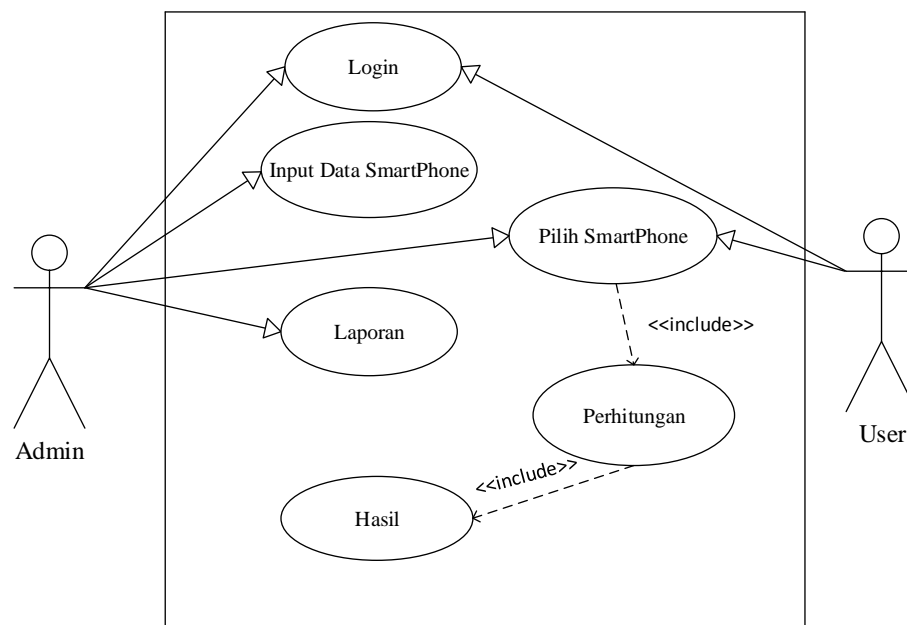 Login
Input Data SmartPhone
Pilih SmartPhone
<<include>>
Laporan
Perhitungan
Admin
User
<<include>>
Hasil